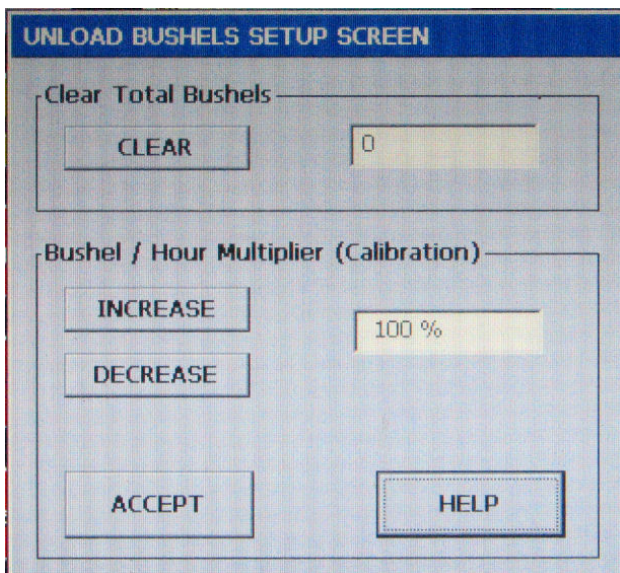 UNLOAD BUSHELS SETUP SCREEN
Clear Total Bushels
CLEAR
0
Bushel / Hour Multiplier (Calibration)
INCREASE
100 %
DECREASE
ACCEPT
HELP